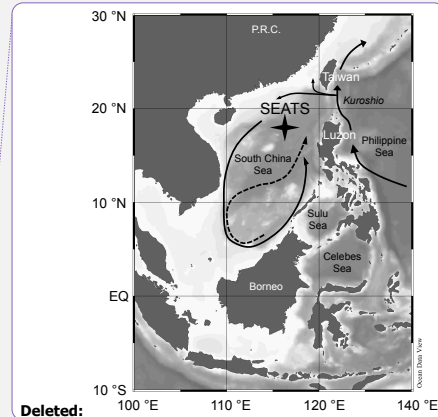 30 °N
P.R.C.
Taiwan
20 °N
Kuroshio
SEATS
Luzon
Philippine
Sea
South China
Sea
10 °N
Sulu
Sea
Celebes
Sea
EQ
Borneo
Ocean Data View
10 °S
100 °E
110 °E
120 °E
140 °E
Deleted: